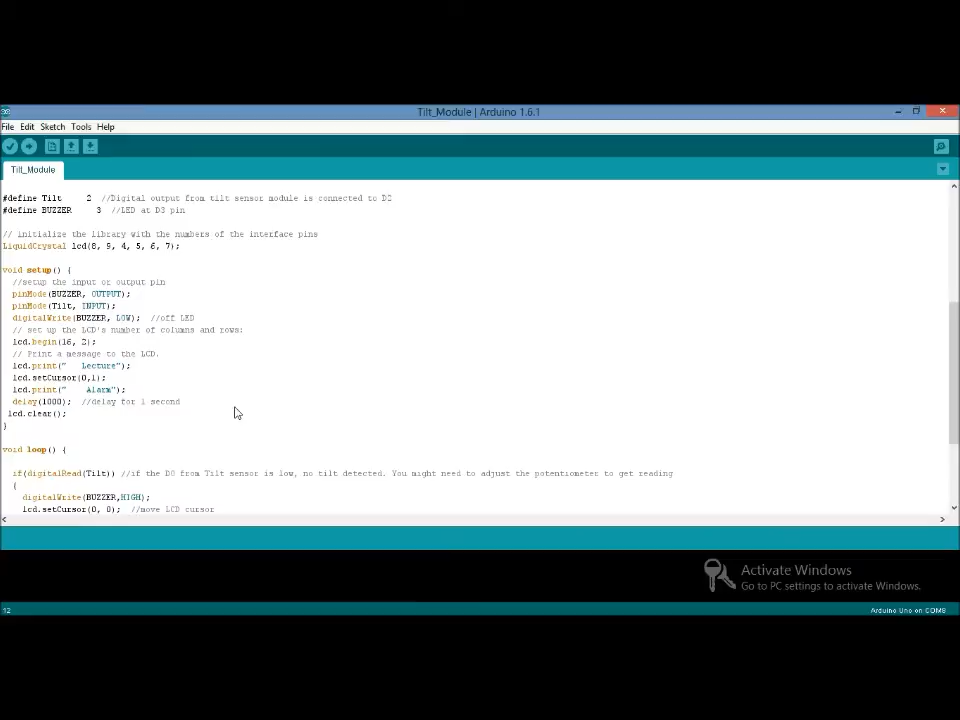 Tilt_Module | Arduino 1.6.1
File Edit Sketch Tools Help
Tilt_Module
#define Tilt 2 //Digital output from tilt sensor module is connected to D2
#define BUZZER 3 //LED at D3 pin
// initialize the library with the numbers of the interface pins
LiquidCrystal lcd(8, 9, 4, 5, 6, 7);
void setup() {
//setup the input or output pin
pinMode(BUZZER, OUTPUT);
pinMode(Tilt, INPUT);
digitalWrite(BUZZER, LOW); //off LED
// set up the LCD's number of columns and rows:
lcd.begin(16, 2);
// Print a message to the LCD.
lcd.print(" Lecture");
lcd.setCursor(0,1);
lcd.print(" Alarm");
delay(1000); //delay for 1 second
lcd.clear();
}
void loop() {
if(digitalRead(Tilt)) //if the D0 from Tilt sensor is low, no tilt detected. You might need to adjust the potentiometer to get reading
{
digitalWrite(BUZZER,HIGH);
lcd.setCursor(0, 0); //move LCD cursor
Activate Windows
Go to PC settings to activate Windows.
12
Arduino Uno on COM8